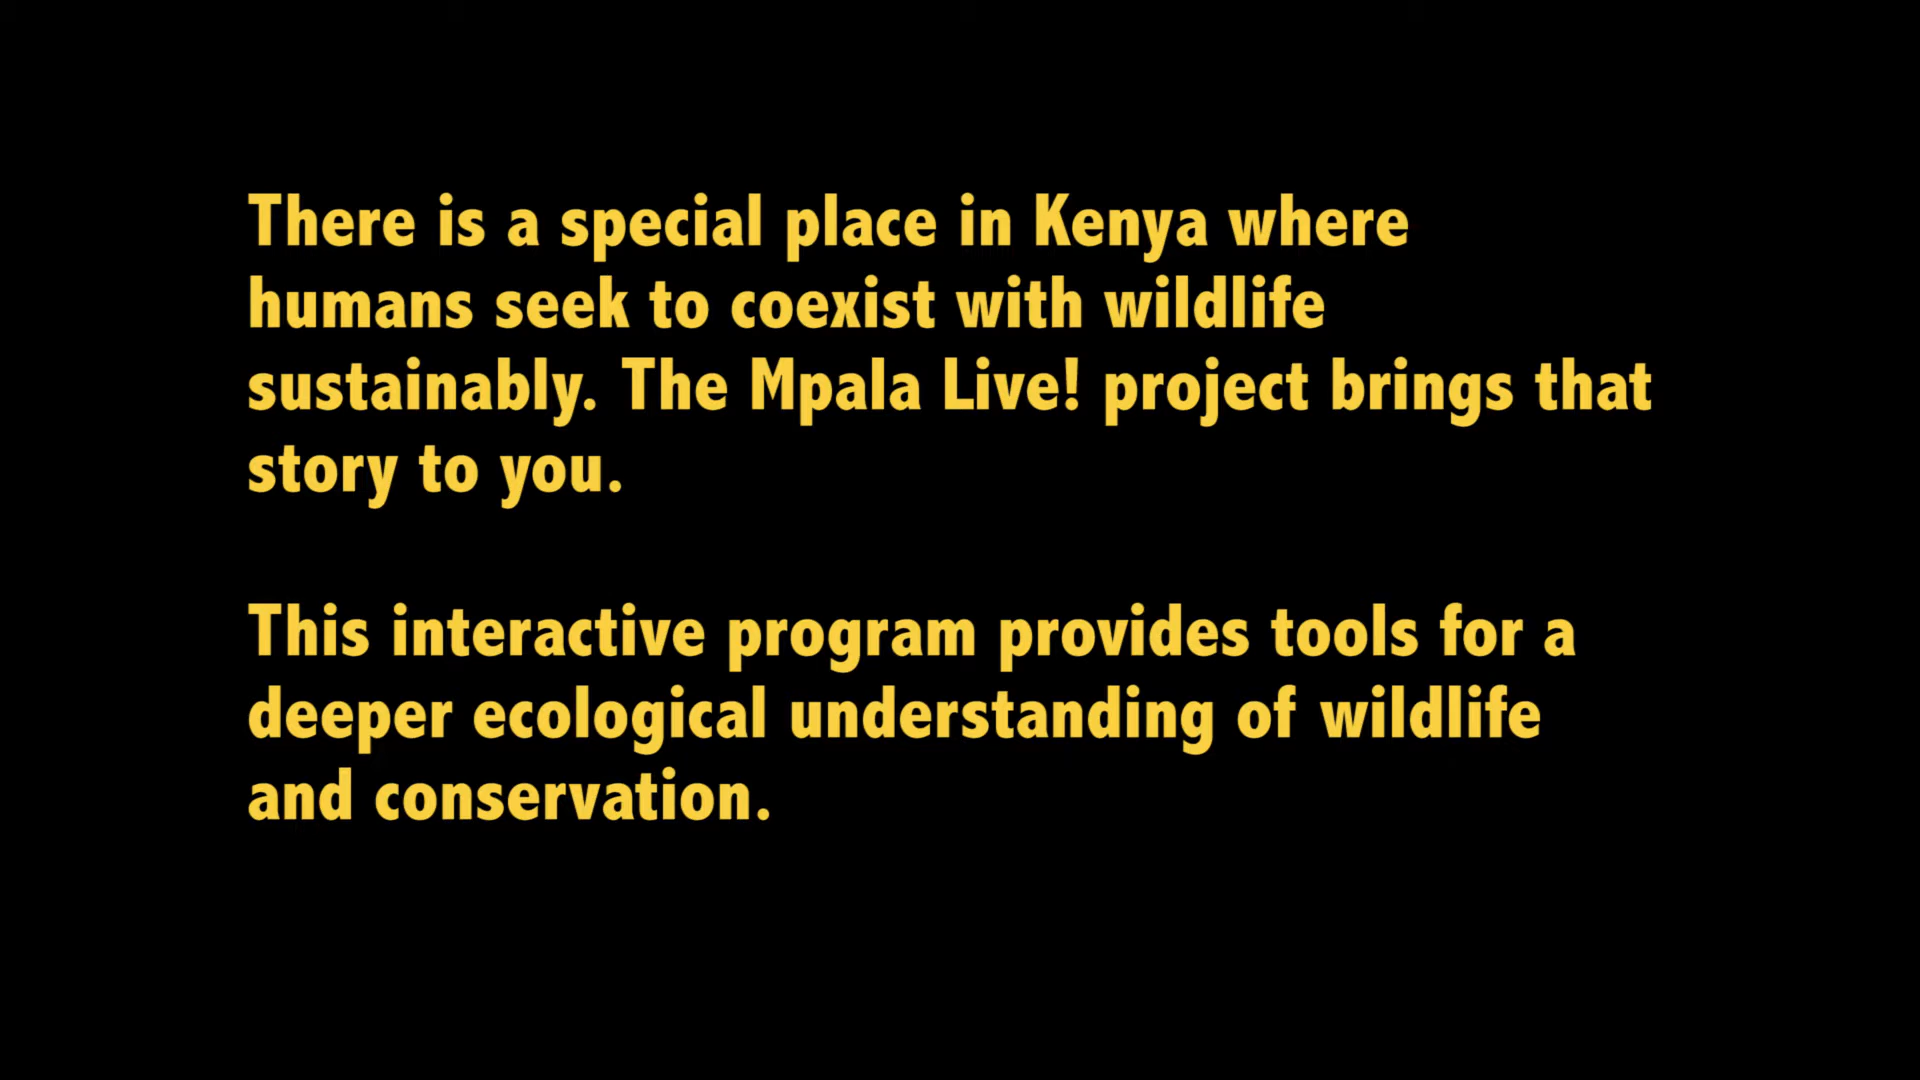 There is a special place in Kenya where
humans seek to coexist with wildlife
sustainably. The Mpala Live! project brings that
story to you.
This interactive program provides tools for a
deeper ecological understanding of wildlife
and conservation.